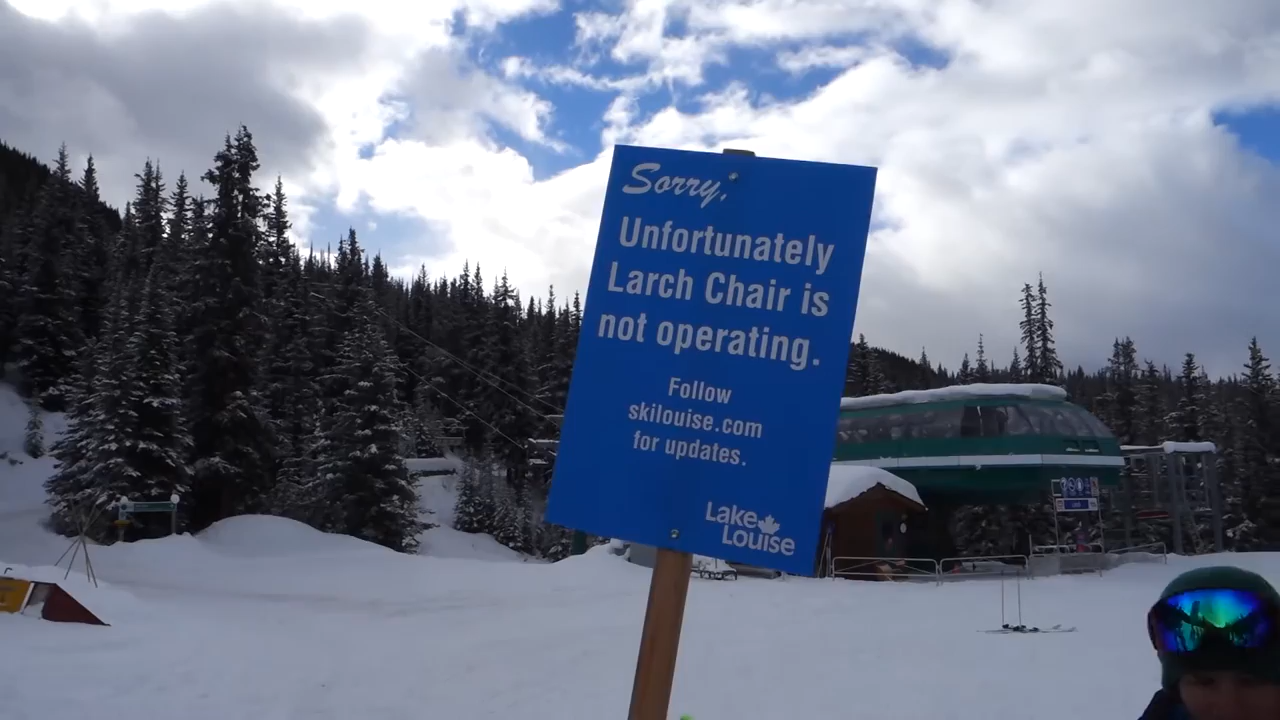 Sorry,
Unfortunately
Larch Chair is
not operating.
Follow
skilouise.com
for updates.
Lake
Louise